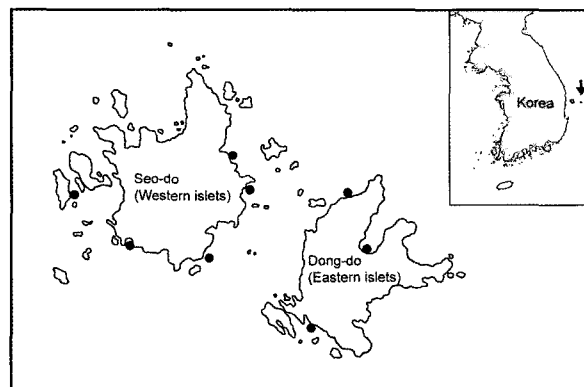 Korea
Seo-do
(Western islets)
Dong-do
(Eastern islets)